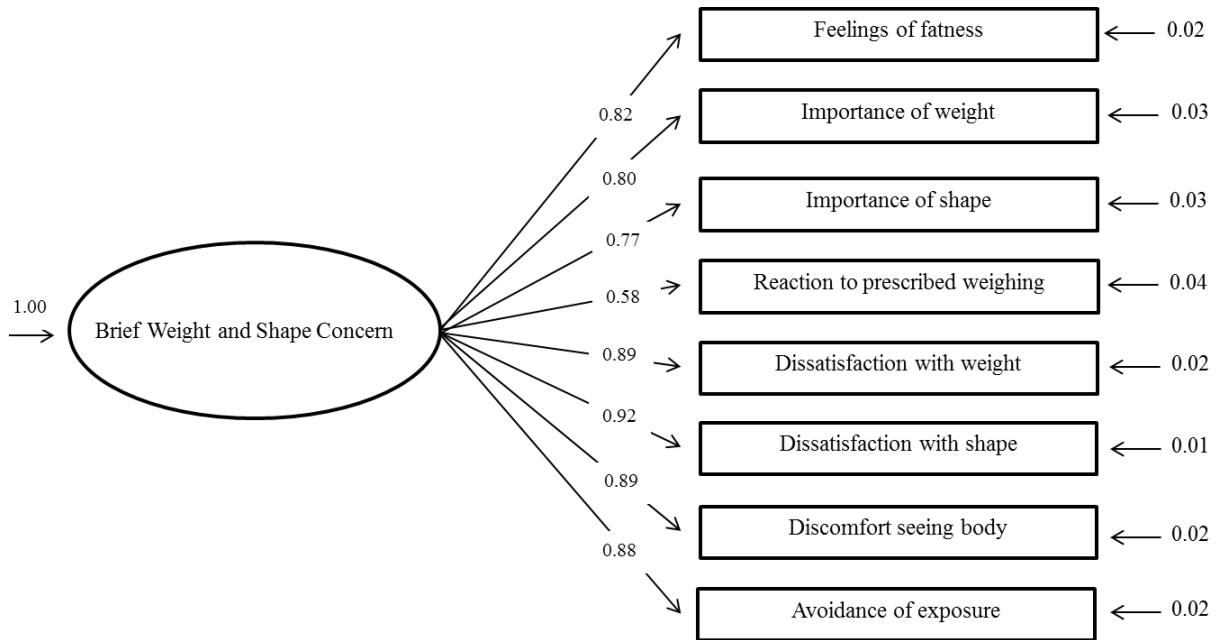 Feelings of fatness
0.02
0.82
Importance of weight
0.03
0.80
Importance of shape
0.03
0.77
Reaction to prescribed weighing
0.04
0.58
1.00
Brief Weight and Shape Concern
Dissatisfaction with weight
0.02
0.89
Dissatisfaction with shape
0.01
0.92
Discomfort seeing body
0.02
0.89
Avoidance of exposure
0.02
0.88